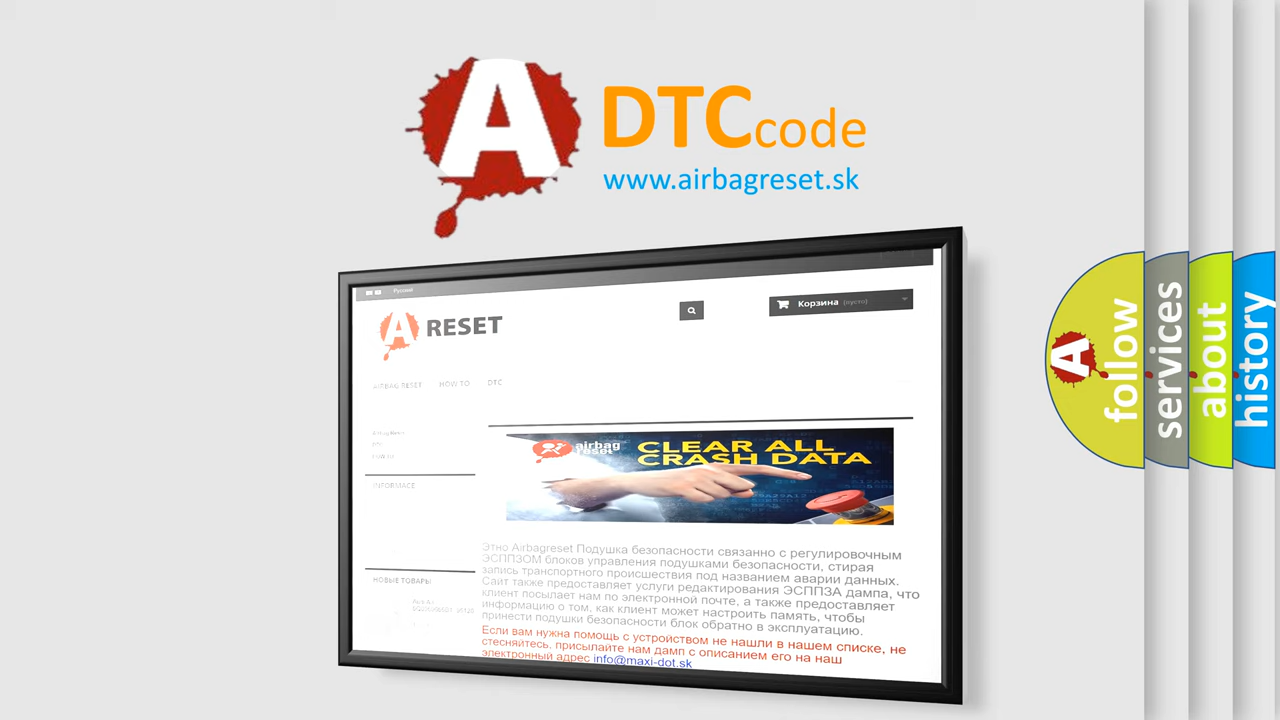 A
DTCcode
www.airbagreset.sk
Русский
A RESET
Корзина (пусто)
AIRBAG RESET HOW TO DTC
INFORMACE
airbag
reset
CLEAR ALL
CRASH DATA
НОВЫЕ ТОВАРЫ
Этно Airbagreset Подушка безопасности связанно с регулировочным
ЭСППЗОМ блоков управления подушками безопасности, стирая
запись транспортного происшествия под названием аварии данных.
Сайт также предоставляет услуги редактирования ЭСППЗА дампа, что
клиент посылает нам по электронной почте, а также предоставляет
информацию о том, как клиент может настроить память, чтобы
принести подушки безопасности блок обратно в эксплуатацию.
Если вам нужна помощь с устройством не нашли в нашем списке, не
стесняйтесь, присылайте нам дамп с описанием его на наш
электронный адрес info@maxi-dot.sk
A
follow
services
about
history